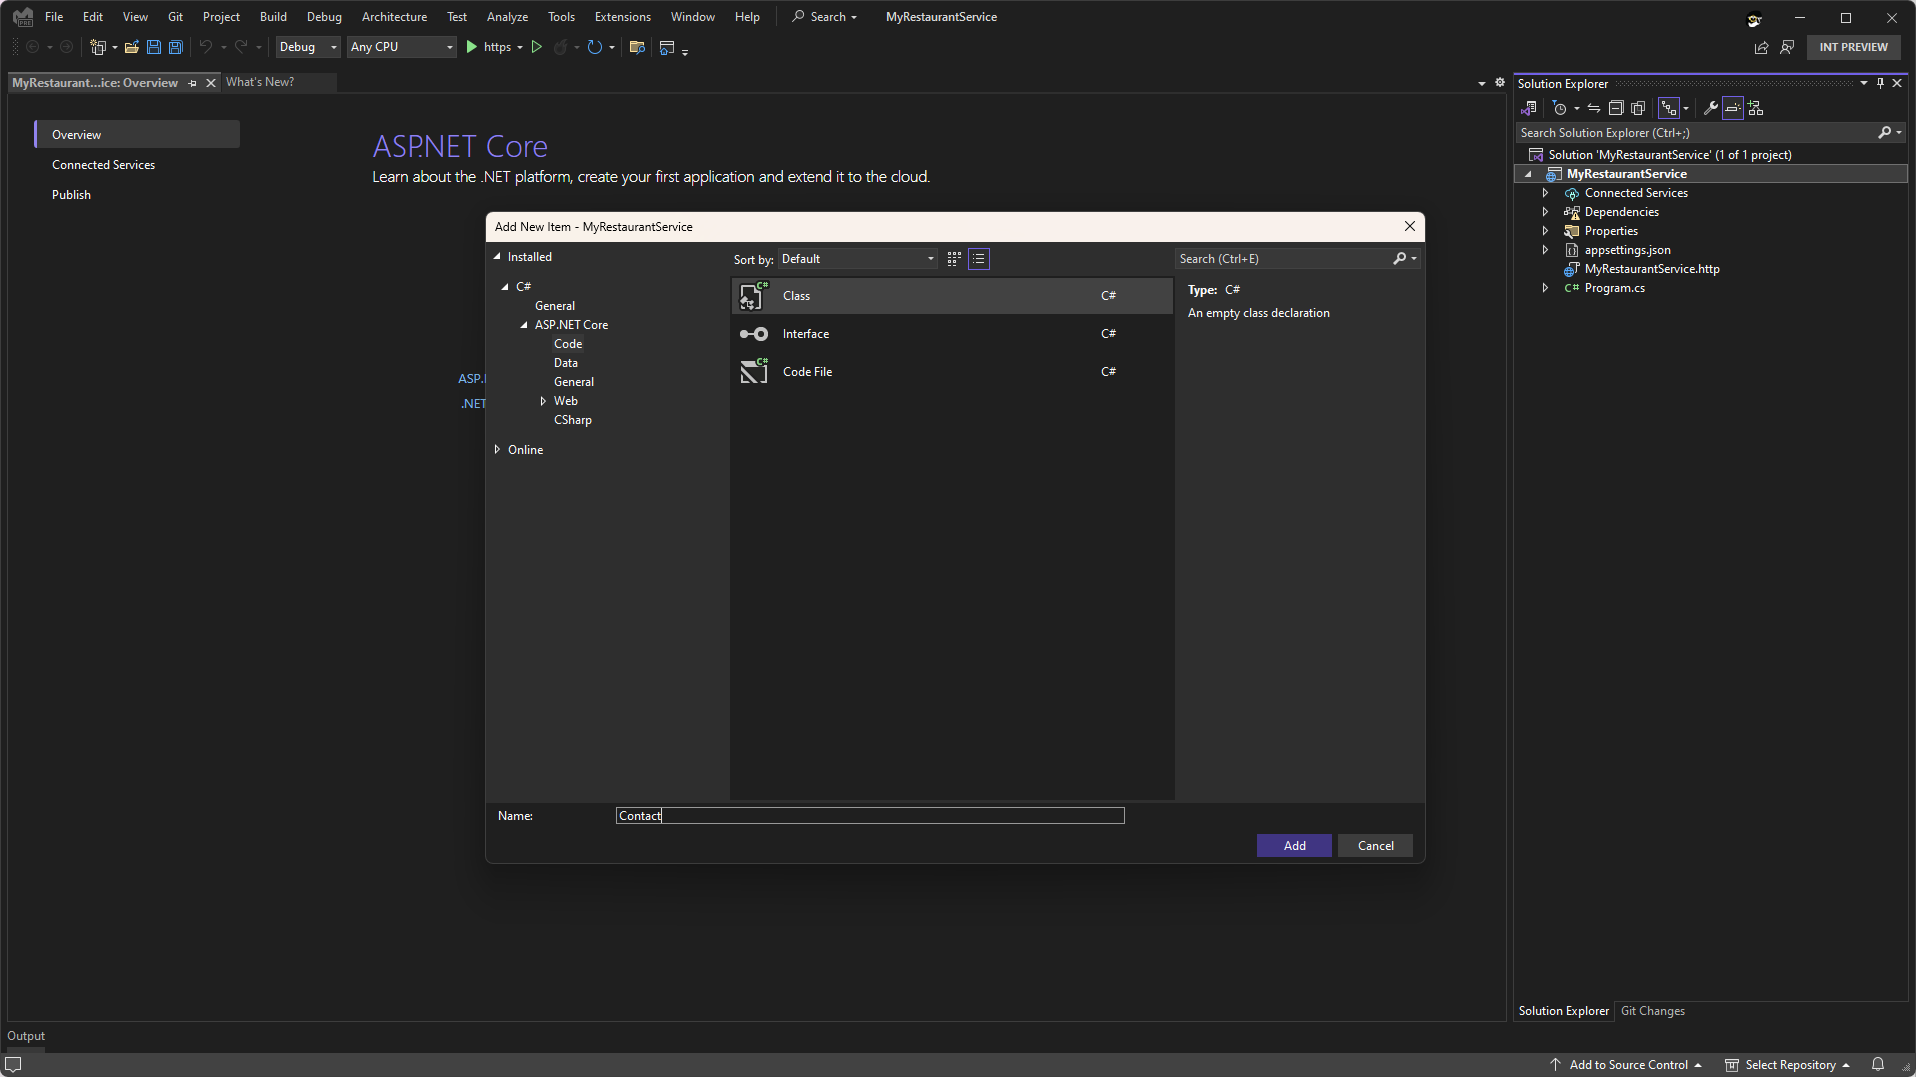 File Edit View Git Project Build Debug Architecture Test Analyze Tools Extensions Window Help Search MyRestaurantService
Debug Any CPU https INT PREVIEW
MyRestaurant...ice: Overview What's New?
Overview
Connected Services
Publish
ASP.NET Core
Learn about the .NET platform, create your first application and extend it to the cloud.
ASP.
.NET
Add New Item - MyRestaurantService
Installed
C#
General
ASP.NET Core
Code
Data
General
Web
CSharp
Online
Sort by: Default
Class C#
Interface C#
Code File C#
Search (Ctrl+E)
Type: C#
An empty class declaration
Name: Contact
Add Cancel
Solution Explorer
Search Solution Explorer (Ctrl+;)
Solution 'MyRestaurantService' (1 of 1 project)
MyRestaurantService
Connected Services
Dependencies
Properties
appsettings.json
MyRestaurantService.http
C# Program.cs
Solution Explorer Git Changes
Output
Add to Source Control Select Repository